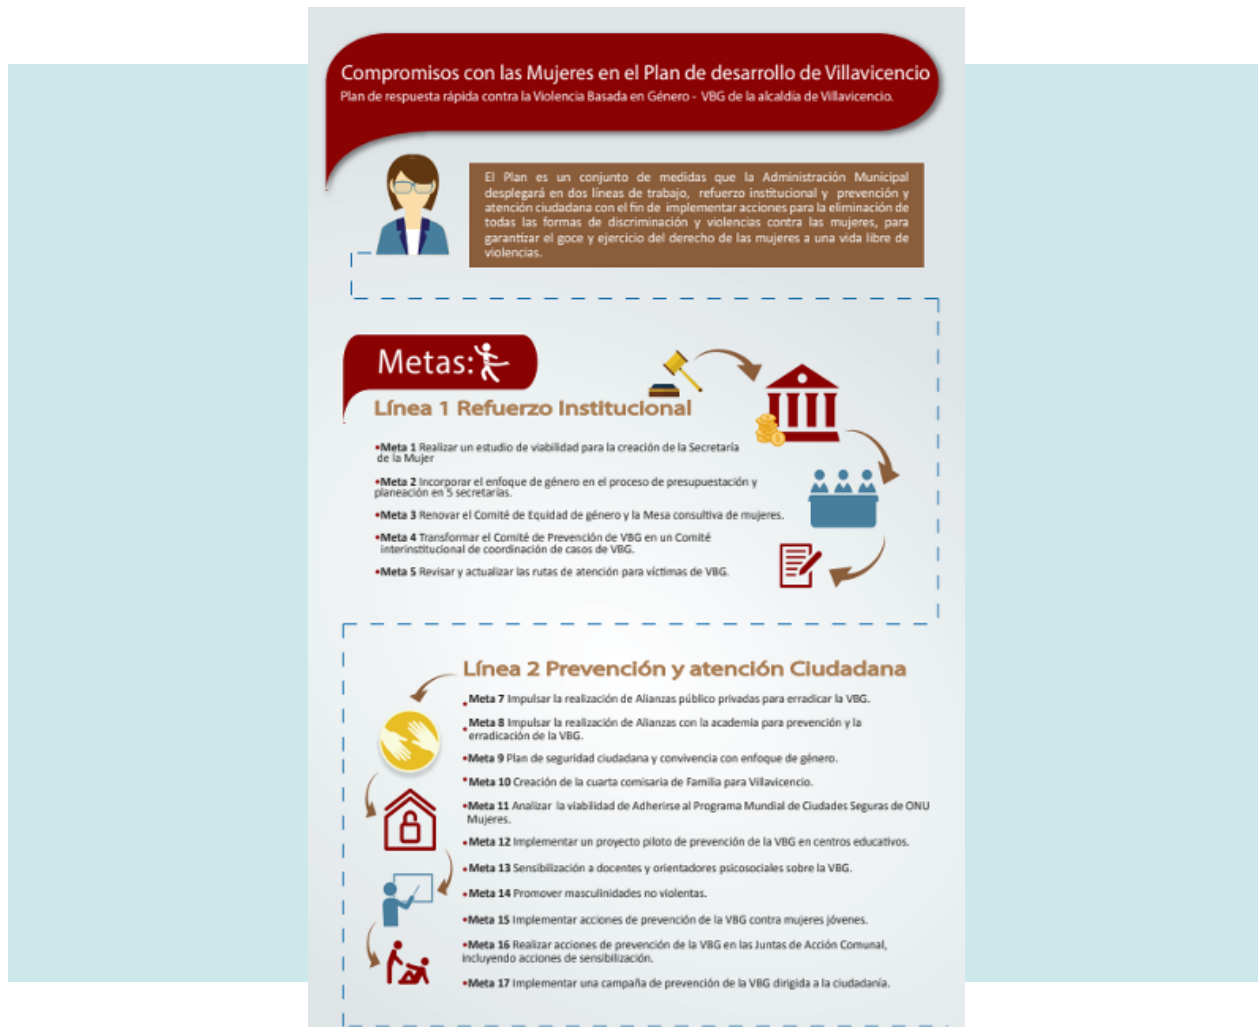 Compromisos con las Mujeres en el Plan de desarrollo de Villavicencio
Plan de respuesta rápida contra la Violencia Basada en Género - VBG de la alcaldía de Villavicencio.
El Plan es un conjunto de medidas que la Administración Municipal
desplegará en dos líneas de trabajo, refuerzo institucional y prevención y
atención ciudadana con el fin de implementar acciones para la eliminación de
todas las formas de discriminación y violencias contra las mujeres, para
garantizar el goce y ejercicio del derecho de las mujeres a una vida libre de
violencias.
Metas:
Línea 1 Refuerzo Institucional
•Meta 1 Realizar un estudio de viabilidad para la creación de la Secretaría
de la Mujer
•Meta 2 Incorporar el enfoque de género en el proceso de presupuestación y
planeación en 5 secretarías.
•Meta 3 Renovar el Comité de Equidad de género y la Mesa consultiva de mujeres.
•Meta 4 Transformar el Comité de Prevención de VBG en un Comité
interinstitucional de coordinación de casos de VBG.
•Meta 5 Revisar y actualizar las rutas de atención para víctimas de VBG.
Línea 2 Prevención y atención Ciudadana
•Meta 7 Impulsar la realización de Alianzas público privadas para erradicar la VBG.
•Meta 8 Impulsar la realización de Alianzas con la academia para prevención y la
erradicación de la VBG.
•Meta 9 Plan de seguridad ciudadana y convivencia con enfoque de género.
•Meta 10 Creación de la cuarta comisaria de Familia para Villavicencio.
•Meta 11 Analizar la viabilidad de Adherirse al Programa Mundial de Ciudades Seguras de ONU
Mujeres.
•Meta 12 Implementar un proyecto piloto de prevención de la VBG en centros educativos.
•Meta 13 Sensibilización a docentes y orientadores psicosociales sobre la VBG.
•Meta 14 Promover masculinidades no violentas.
•Meta 15 Implementar acciones de prevención de la VBG contra mujeres jóvenes.
•Meta 16 Realizar acciones de prevención de la VBG en las Juntas de Acción Comunal,
incluyendo acciones de sensibilización.
•Meta 17 Implementar una campaña de prevención de la VBG dirigida a la ciudadanía.